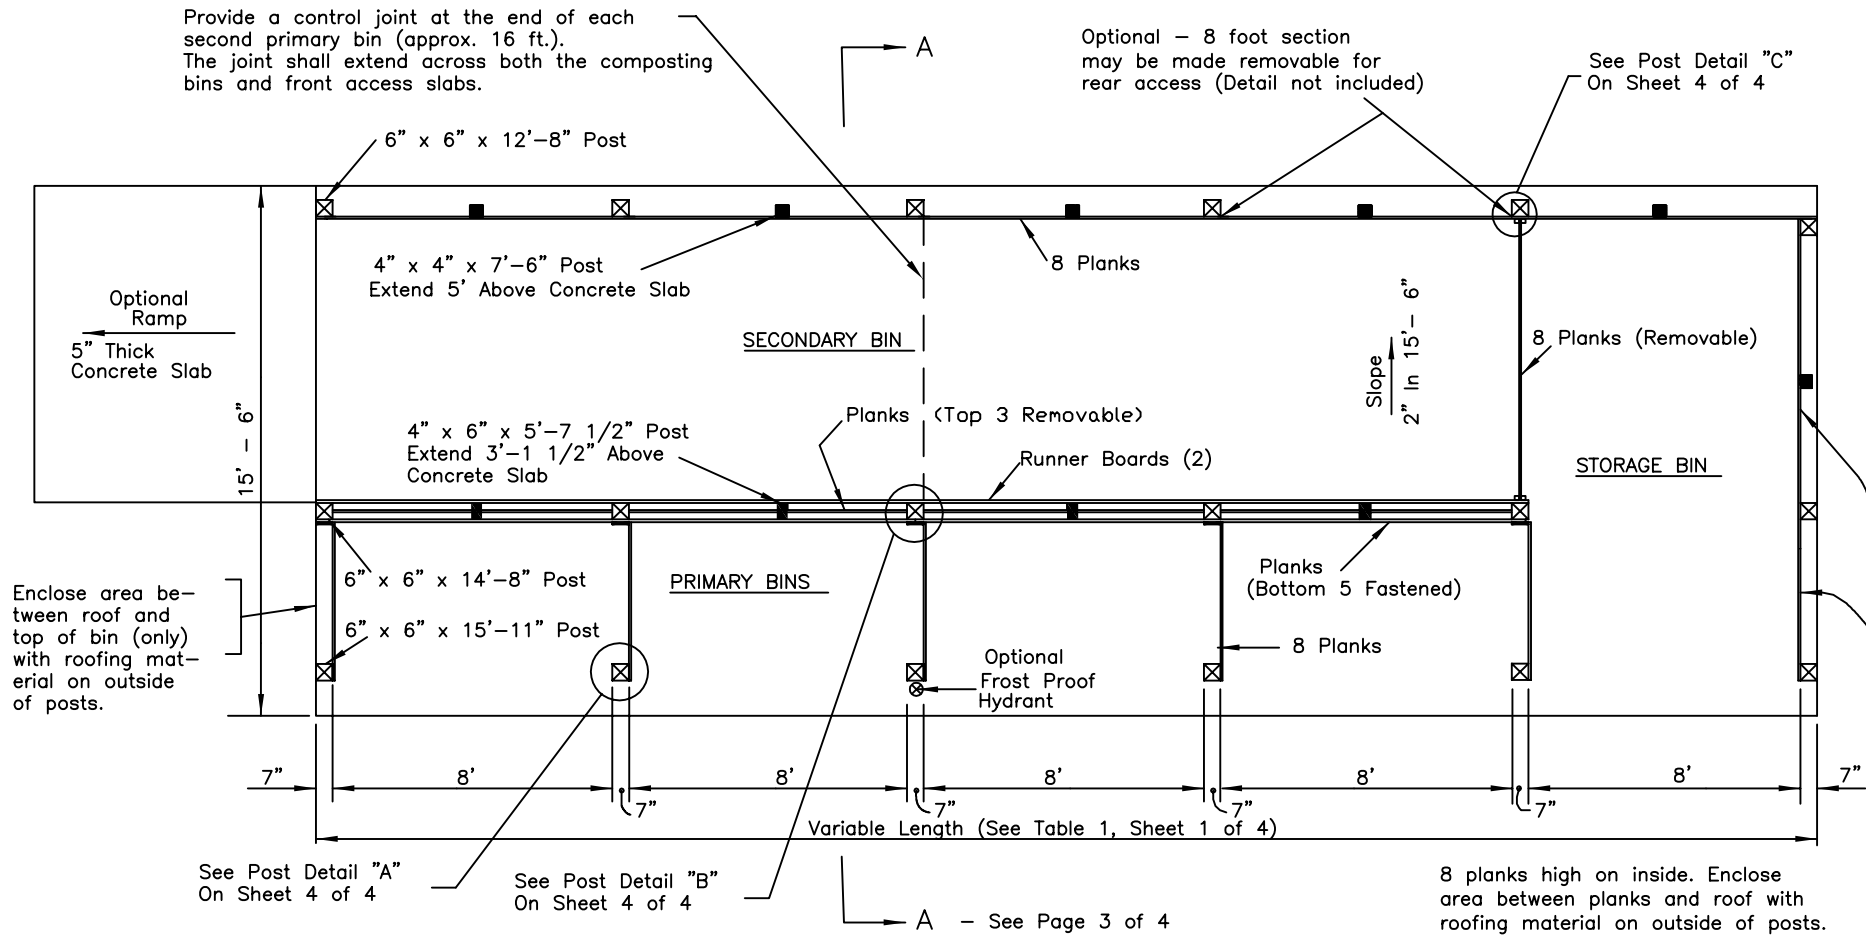 Provide a control joint at the end of each
second primary bin (approx. 16 ft.).
The joint shall extend across both the composting
bins and front access slabs.
A
Optional – 8 foot section
may be made removable for
rear access (Detail not included)
See Post Detail "C"
On Sheet 4 of 4
6" x 6" x 12'–8" Post
4" x 4" x 7'–6" Post
Extend 5' Above Concrete Slab
8 Planks
Optional
Ramp
5" Thick
Concrete Slab
15' – 6"
SECONDARY BIN
Slope
2" In 15'– 6"
8 Planks (Removable)
4" x 6" x 5'–7 1/2" Post
Extend 3'–1 1/2" Above
Concrete Slab
Planks (Top 3 Removable)
Runner Boards (2)
STORAGE BIN
Enclose area be–
tween roof and
top of bin (only)
with roofing mat–
erial on outside
of posts.
6" x 6" x 14'–8" Post
6" x 6" x 15'–11" Post
PRIMARY BINS
Planks
(Bottom 5 Fastened)
8 Planks
Optional
Frost Proof
Hydrant
7"
8'
7"
8'
7"
8'
7"
8'
7"
8'
7"
Variable Length (See Table 1, Sheet 1 of 4)
See Post Detail "A"
On Sheet 4 of 4
See Post Detail "B"
On Sheet 4 of 4
A – See Page 3 of 4
8 planks high on inside. Enclose
area between planks and roof with
roofing material on outside of posts.